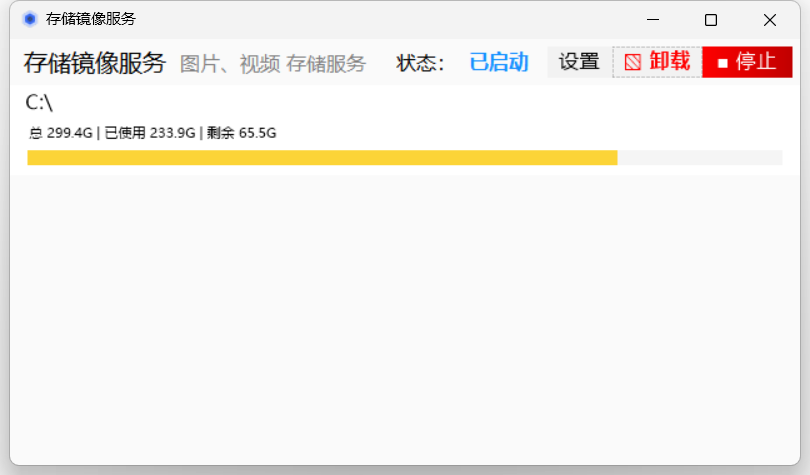 存储镜像服务
存储镜像服务 图片、视频 存储服务 状态： 已启动 设置 卸载 停止
C:\
总 299.4G | 已使用 233.9G | 剩余 65.5G